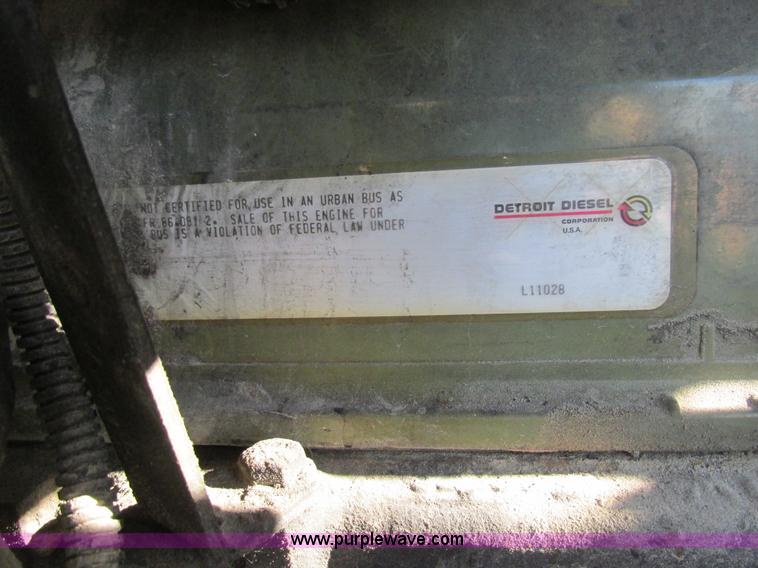 NOT CERTIFIED FOR USE IN AN URBAN BUS AS
FR 86.091-2. SALE OF THIS ENGINE FOR
BUS IS A VIOLATION OF FEDERAL LAW UNDER
DETROIT DIESEL
CORPORATION
U.S.A.
L11028
www.purplewave.com